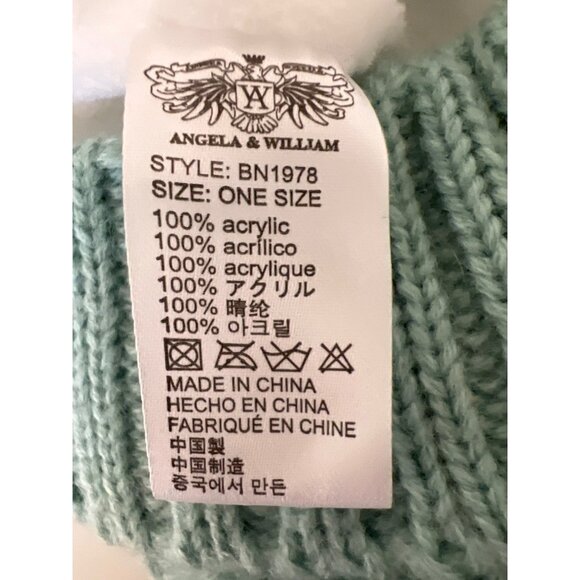 ANGELA & WILLIAM
STYLE: BN1978
SIZE: ONE SIZE
100% acrylic
100% acrílico
100% acrylique
100% アクリル
100% 晴纶
100% 아크릴
MADE IN CHINA
HECHO EN CHINA
FABRIQUÉ EN CHINE
中国製
中国制造
중국에서 만든